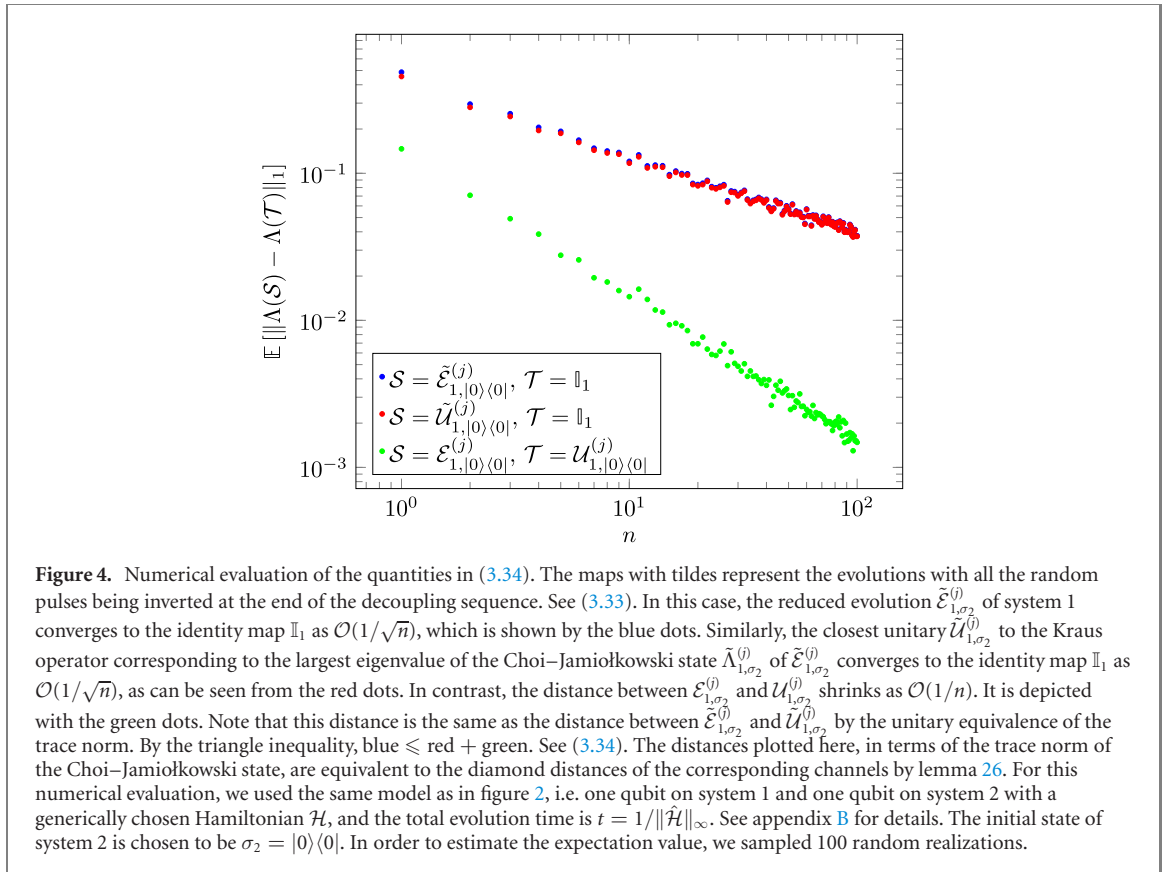 10⁻¹
10⁻²
10⁻³
𝔼 [‖Λ(𝒮) − Λ(𝒯)‖₁]
• 𝒮 = ℰ̃^{(j)}_{1,|0⟩⟨0|}, 𝒯 = 𝕀₁
• 𝒮 = 𝒰̃^{(j)}_{1,|0⟩⟨0|}, 𝒯 = 𝕀₁
• 𝒮 = ℰ^{(j)}_{1,|0⟩⟨0|}, 𝒯 = 𝒰^{(j)}_{1,|0⟩⟨0|}
10⁰ 10¹ 10²
n
Figure 4. Numerical evaluation of the quantities in (3.34). The maps with tildes represent the evolutions with all the random
pulses being inverted at the end of the decoupling sequence. See (3.33). In this case, the reduced evolution ℰ̃^{(j)}_{1,σ₂} of system 1
converges to the identity map 𝕀₁ as 𝒪(1/√n), which is shown by the blue dots. Similarly, the closest unitary 𝒰̃^{(j)}_{1,σ₂} to the Kraus
operator corresponding to the largest eigenvalue of the Choi–Jamiołkowski state Λ̃^{(j)}_{1,σ₂} of ℰ̃^{(j)}_{1,σ₂} converges to the identity map 𝕀₁ as
𝒪(1/√n), as can be seen from the red dots. In contrast, the distance between ℰ^{(j)}_{1,σ₂} and 𝒰^{(j)}_{1,σ₂} shrinks as 𝒪(1/n). It is depicted
with the green dots. Note that this distance is the same as the distance between ℰ̃^{(j)}_{1,σ₂} and 𝒰̃^{(j)}_{1,σ₂} by the unitary equivalence of the
trace norm. By the triangle inequality, blue ⩽ red + green. See (3.34). The distances plotted here, in terms of the trace norm of
the Choi–Jamiołkowski state, are equivalent to the diamond distances of the corresponding channels by lemma 26. For this
numerical evaluation, we used the same model as in figure 2, i.e. one qubit on system 1 and one qubit on system 2 with a
generically chosen Hamiltonian ℋ, and the total evolution time is t = 1/‖ℋ̂‖_∞. See appendix B for details. The initial state of
system 2 is chosen to be σ₂ = |0⟩⟨0|. In order to estimate the expectation value, we sampled 100 random realizations.